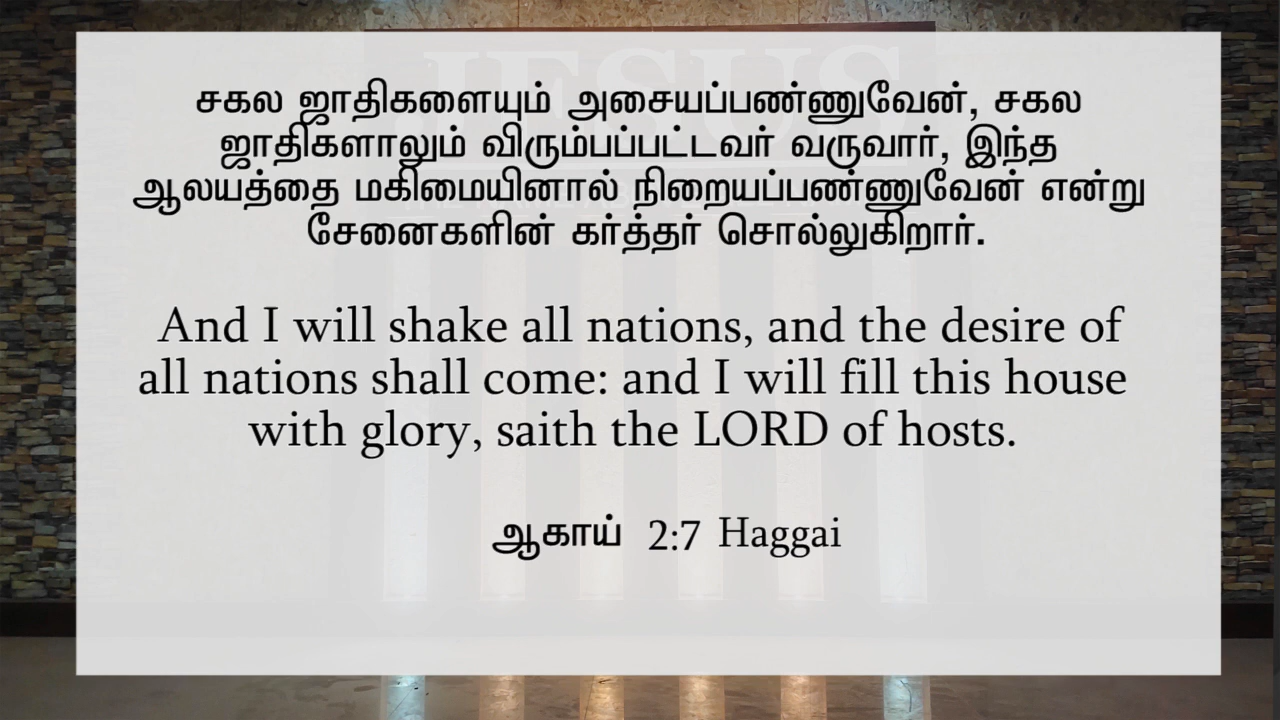 சகல ஜாதிகளையும் அசையப்பண்ணுவேன், சகல
ஜாதிகளாலும் விரும்பப்பட்டவர் வருவார், இந்த
ஆலயத்தை மகிமையினால் நிறையப்பண்ணுவேன் என்று
சேனைகளின் கர்த்தர் சொல்லுகிறார்.
And I will shake all nations, and the desire of
all nations shall come: and I will fill this house
with glory, saith the LORD of hosts.
ஆகாய் 2:7 Haggai
JESUS